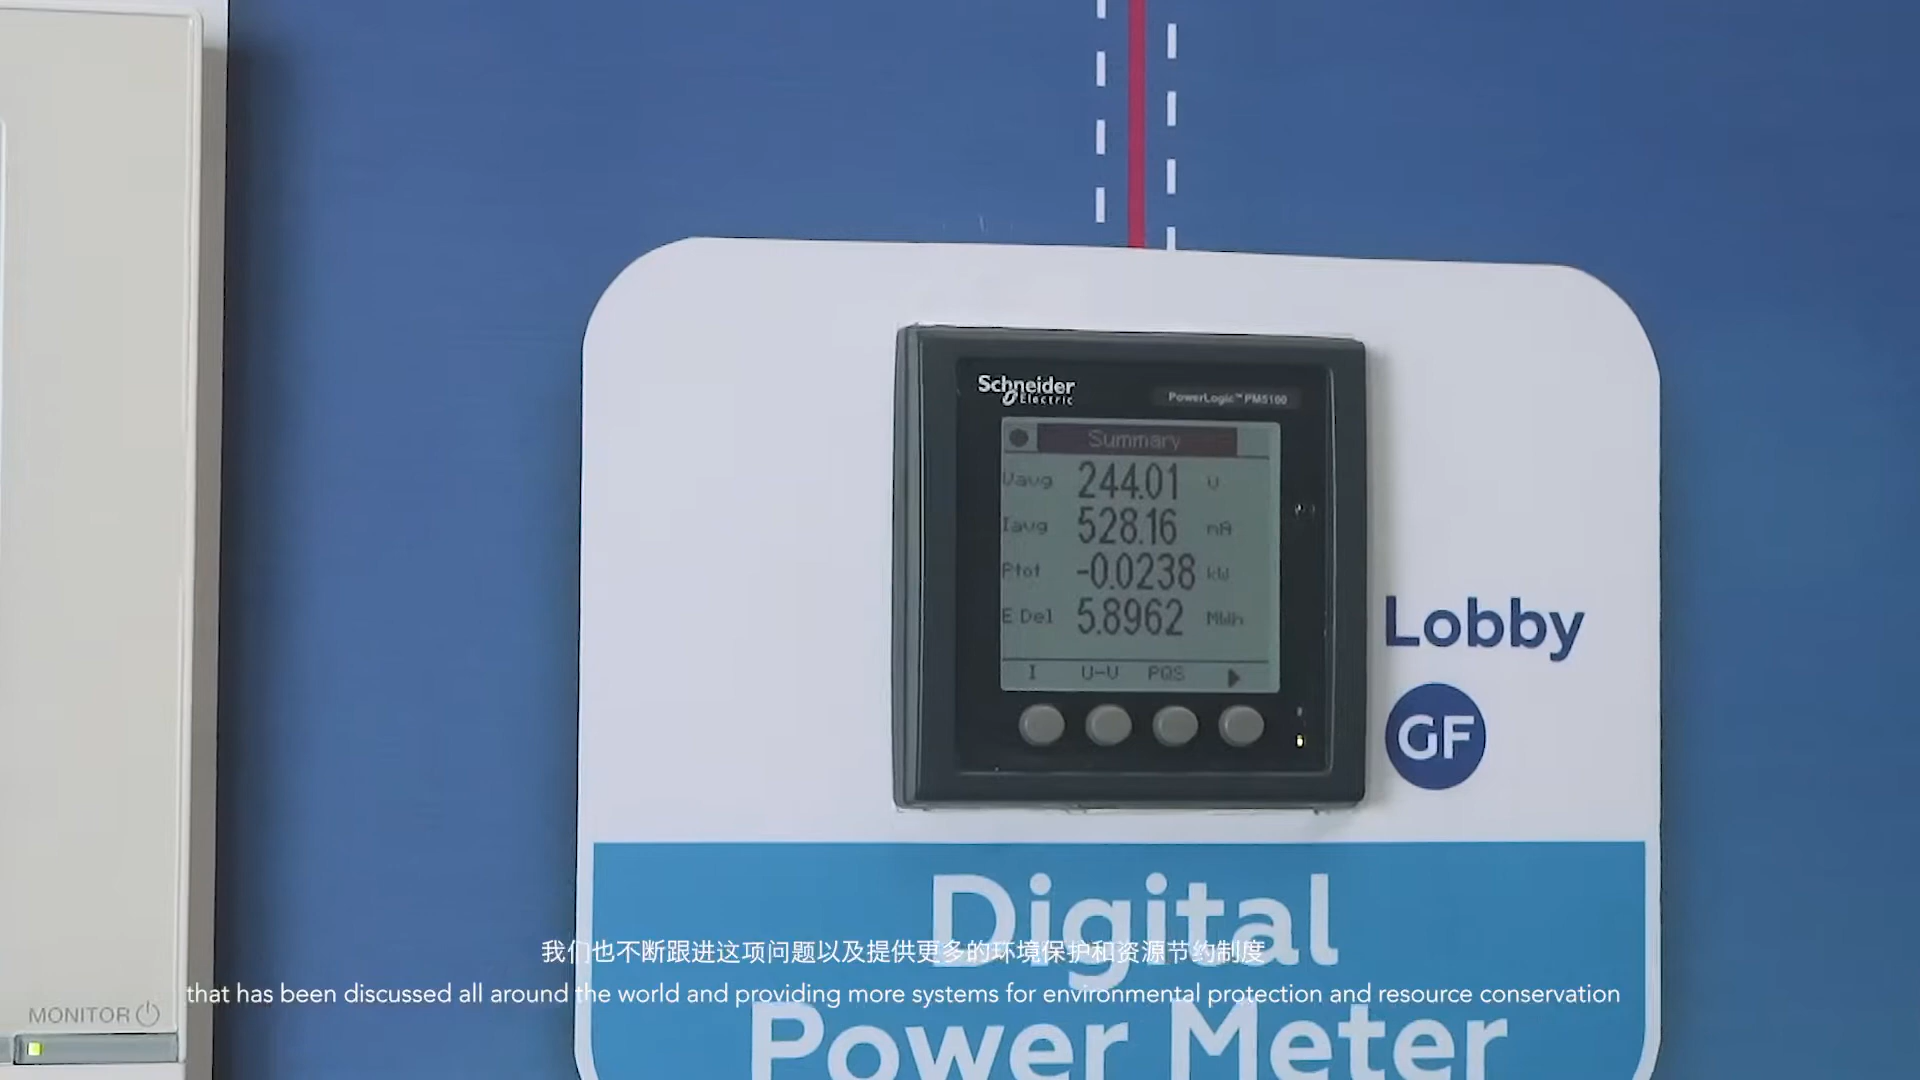 Schneider
Electric
PowerLogic™ PM5100
Summary
Vavg 244.01 V
Iavg 528.16 mA
Ptot -0.0238 kW
E Del 5.8962 MWh
I U-V PQS
Lobby
GF
Digital
我们也不断跟进这项问题以及提供更多的环境保护和资源节约制度
that has been discussed all around the world and providing more systems for environmental protection and resource conservation
Power Meter
MONITOR